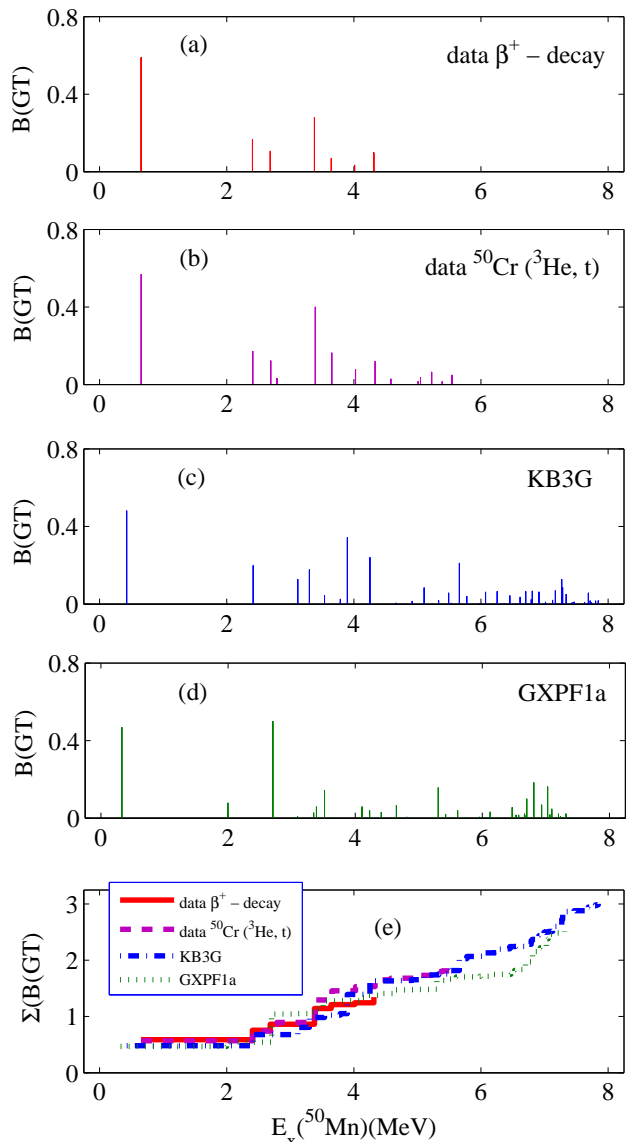 0.8
(a)
data β⁺ – decay
B(GT)
0.4
0
0 2 4 6 8
0.8
(b)
data ⁵⁰Cr (³He, t)
B(GT)
0.4
0
0 2 4 6 8
0.8
(c)
KB3G
B(GT)
0.4
0
0 2 4 6 8
0.8
(d)
GXPF1a
B(GT)
0.4
0
0 2 4 6 8
3
2
1
0
Σ(B(GT)
data β⁺ – decay
data ⁵⁰Cr (³He, t)
KB3G
GXPF1a
(e)
0 2 4 6 8
Eₓ(⁵⁰Mn)(MeV)